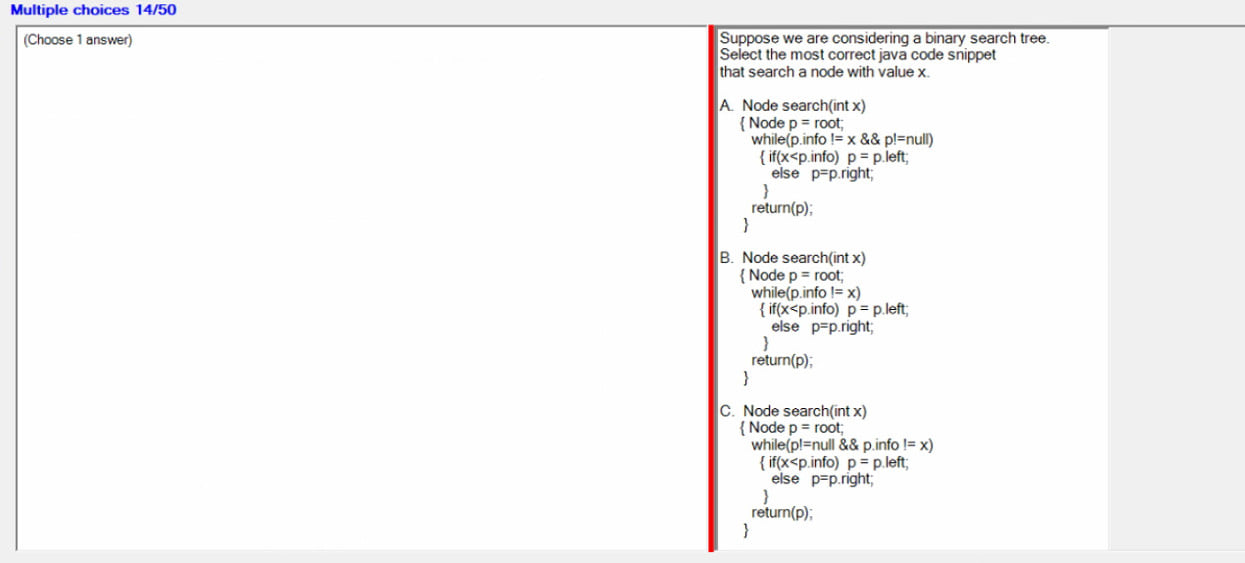 Multiple choices 14/50
(Choose 1 answer)
Suppose we are considering a binary search tree.
Select the most correct java code snippet
that search a node with value x.
A. Node search(int x)
{ Node p = root;
while(p.info != x && p!=null)
{ if(x<p.info) p = p.left;
else p=p.right;
}
return(p);
}
B. Node search(int x)
{ Node p = root;
while(p.info != x)
{ if(x<p.info) p = p.left;
else p=p.right;
}
return(p);
}
C. Node search(int x)
{ Node p = root;
while(p!=null && p.info != x)
{ if(x<p.info) p = p.left;
else p=p.right;
}
return(p);
}